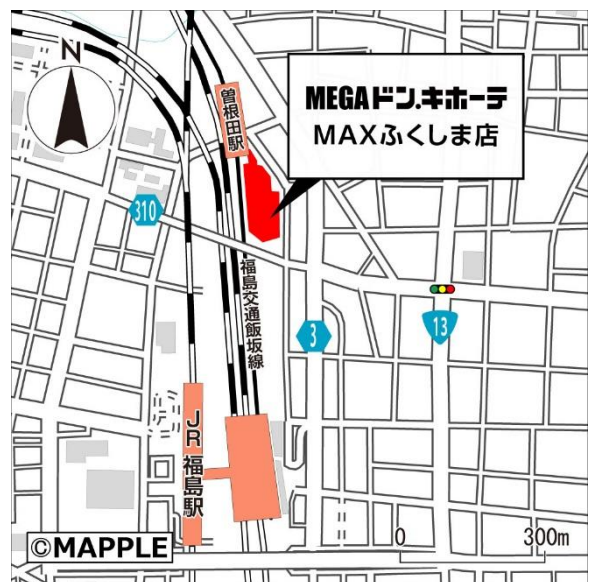 N
MEGAドン.キホーテ
MAXふくしま店
曽根田駅
310
福島交通飯坂線
3
13
JR福島駅
©MAPPLE
0 300m